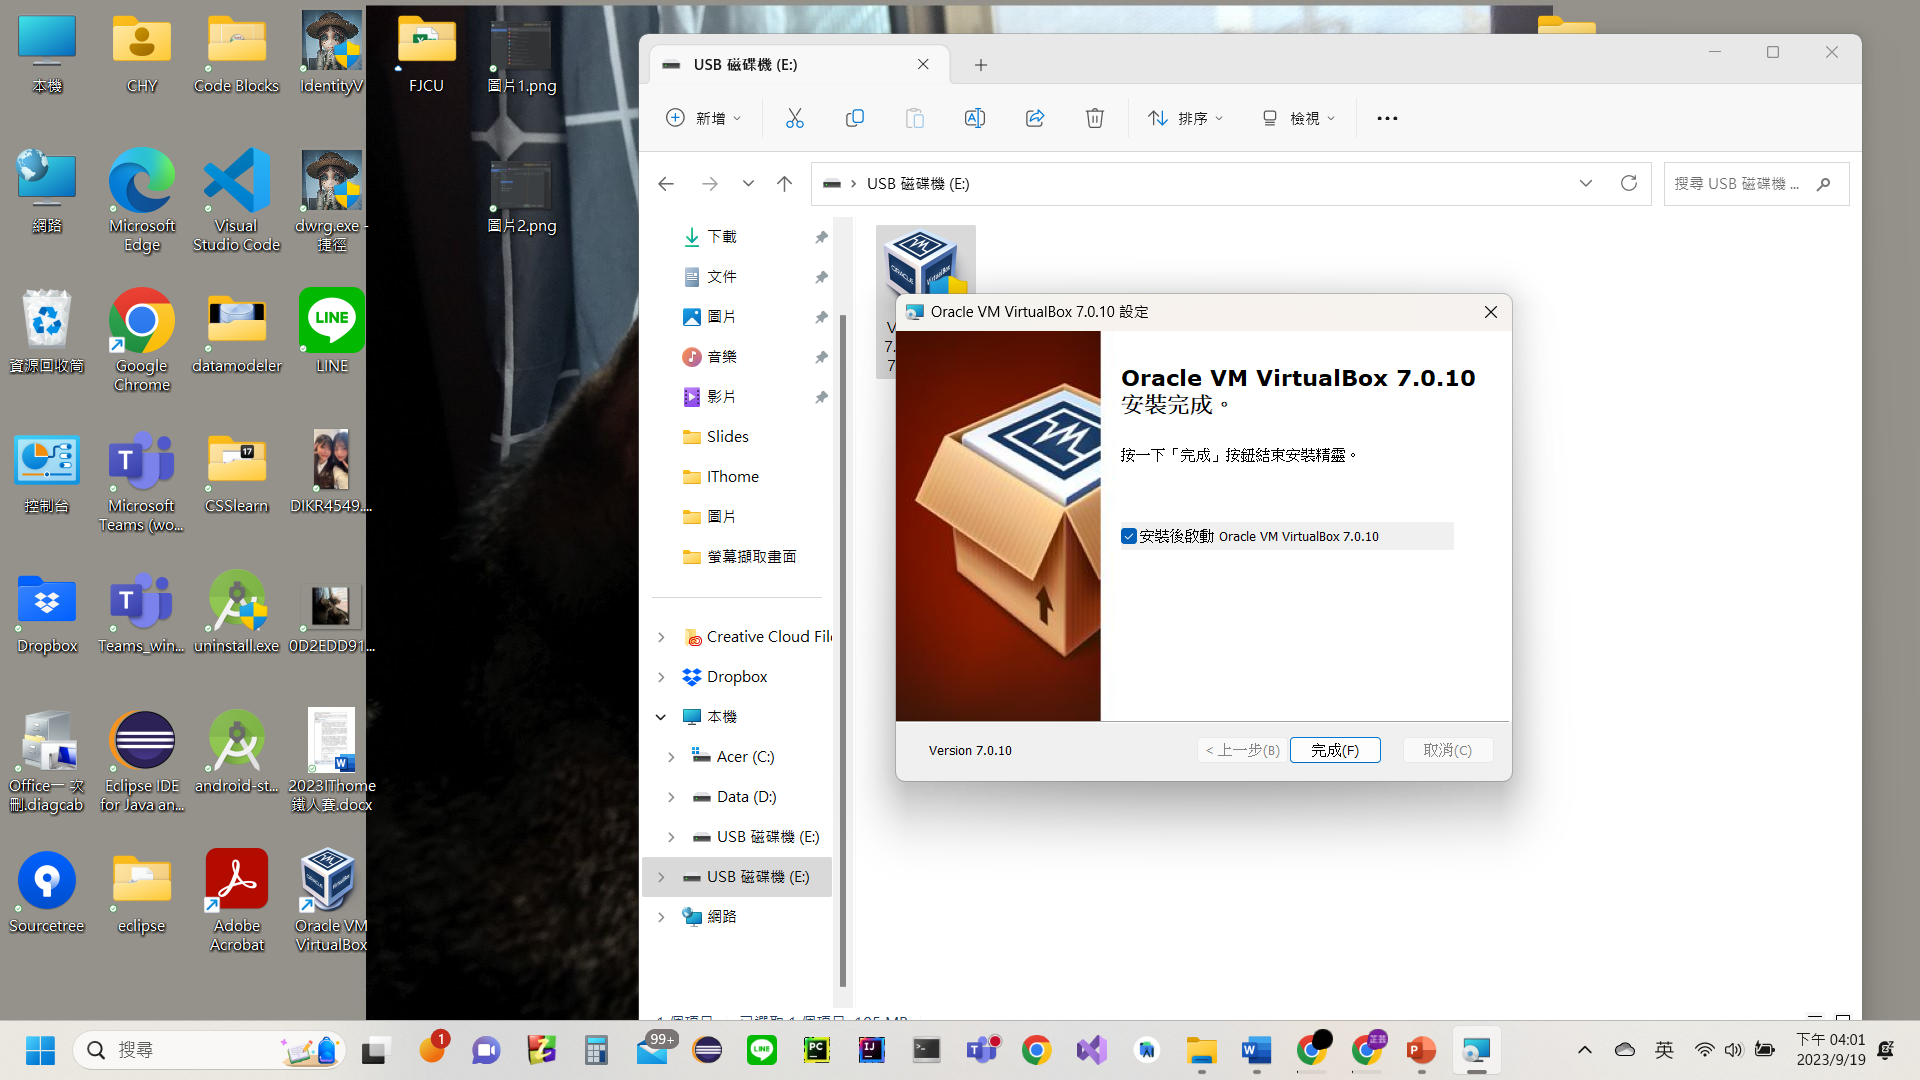 本機
CHY
Code Blocks
IdentityV
FJCU
圖片1.png
網路
Microsoft Edge
Visual Studio Code
dwrg.exe - 捷徑
圖片2.png
資源回收筒
Google Chrome
datamodeler
LINE
LINE
控制台
Microsoft Teams (wo...
17
CSSlearn
DIKR4549....
Dropbox
Teams_win...
uninstall.exe
0D2EDD91...
Office一 次刪.diagcab
Eclipse IDE for Java an...
android-st...
2023IThome 鐵人賽.docx
Sourcetree
eclipse
Adobe Acrobat
Oracle VM VirtualBox
USB 磁碟機 (E:)
新增
排序
檢視
USB 磁碟機 (E:)
搜尋 USB 磁碟機 ...
下載
文件
圖片
音樂
影片
Slides
IThome
圖片
螢幕擷取畫面
Creative Cloud File
Dropbox
本機
Acer (C:)
Data (D:)
USB 磁碟機 (E:)
USB 磁碟機 (E:)
網路
Oracle VM VirtualBox 7.0.10 設定
Oracle VM VirtualBox 7.0.10
安裝完成。
按一下「完成」按鈕結束安裝精靈。
安裝後啟動 Oracle VM VirtualBox 7.0.10
Version 7.0.10
< 上一步(B)
完成(F)
取消(C)
搜尋
1
99+
英
下午 04:01
2023/9/19